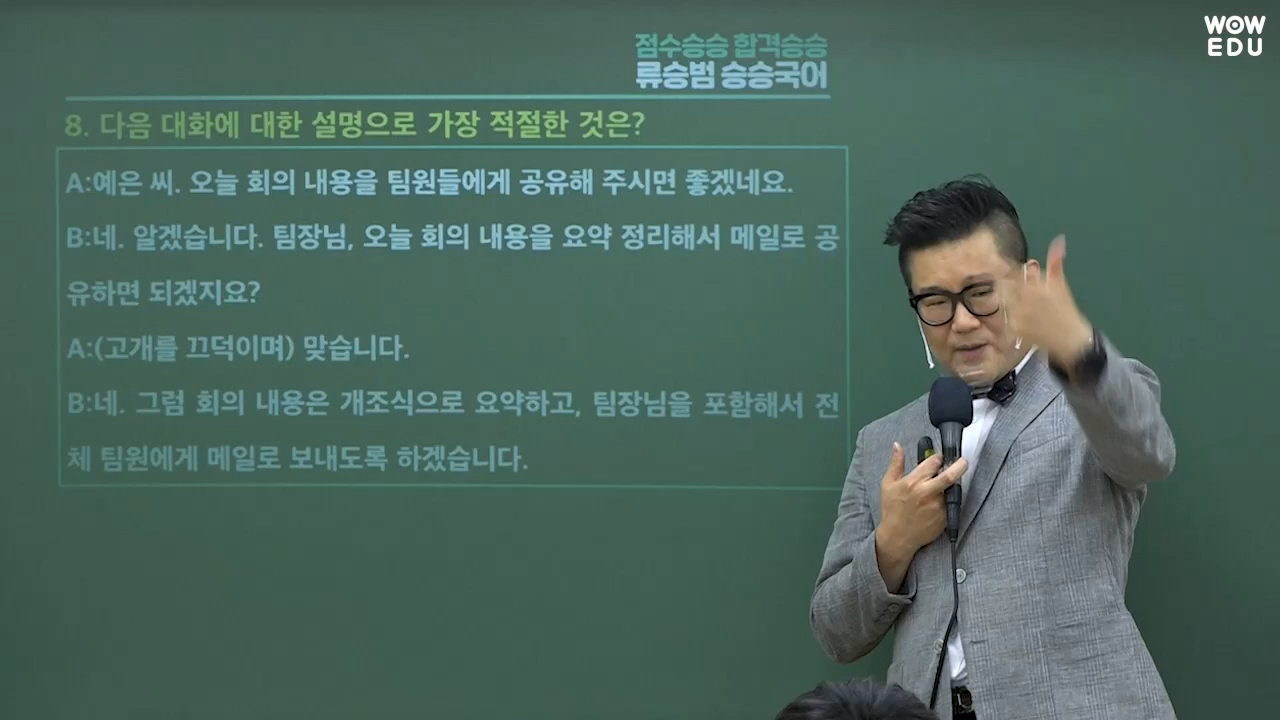 WOW
EDU
점수승승 합격승승
류승범 승승국어
8. 다음 대화에 대한 설명으로 가장 적절한 것은?
A:예은 씨. 오늘 회의 내용을 팀원들에게 공유해 주시면 좋겠네요.
B:네. 알겠습니다. 팀장님, 오늘 회의 내용을 요약 정리해서 메일로 공
유하면 되겠지요?
A:(고개를 끄덕이며) 맞습니다.
B:네. 그럼 회의 내용은 개조식으로 요약하고, 팀장님을 포함해서 전
체 팀원에게 메일로 보내도록 하겠습니다.